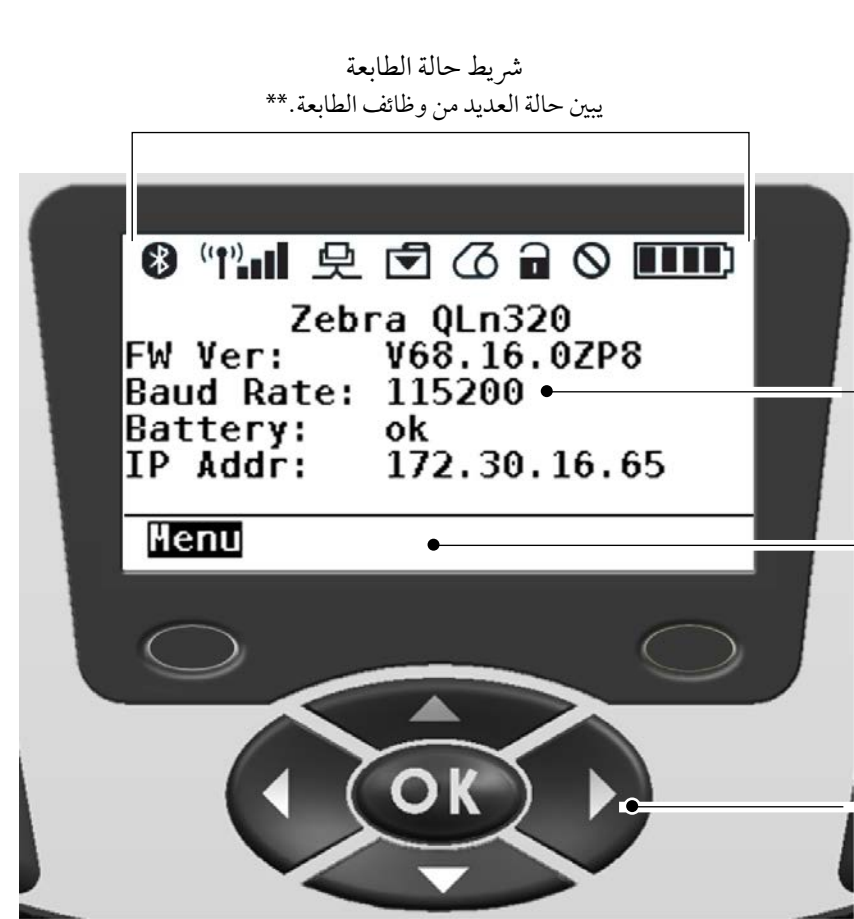 شريط حالة الطابعة
يبين حالة العديد من وظائف الطابعة.**
Zebra QLn320
FW Ver: V68.16.0ZP8
Baud Rate: 115200
Battery: ok
IP Addr: 172.30.16.65
Menu
OK